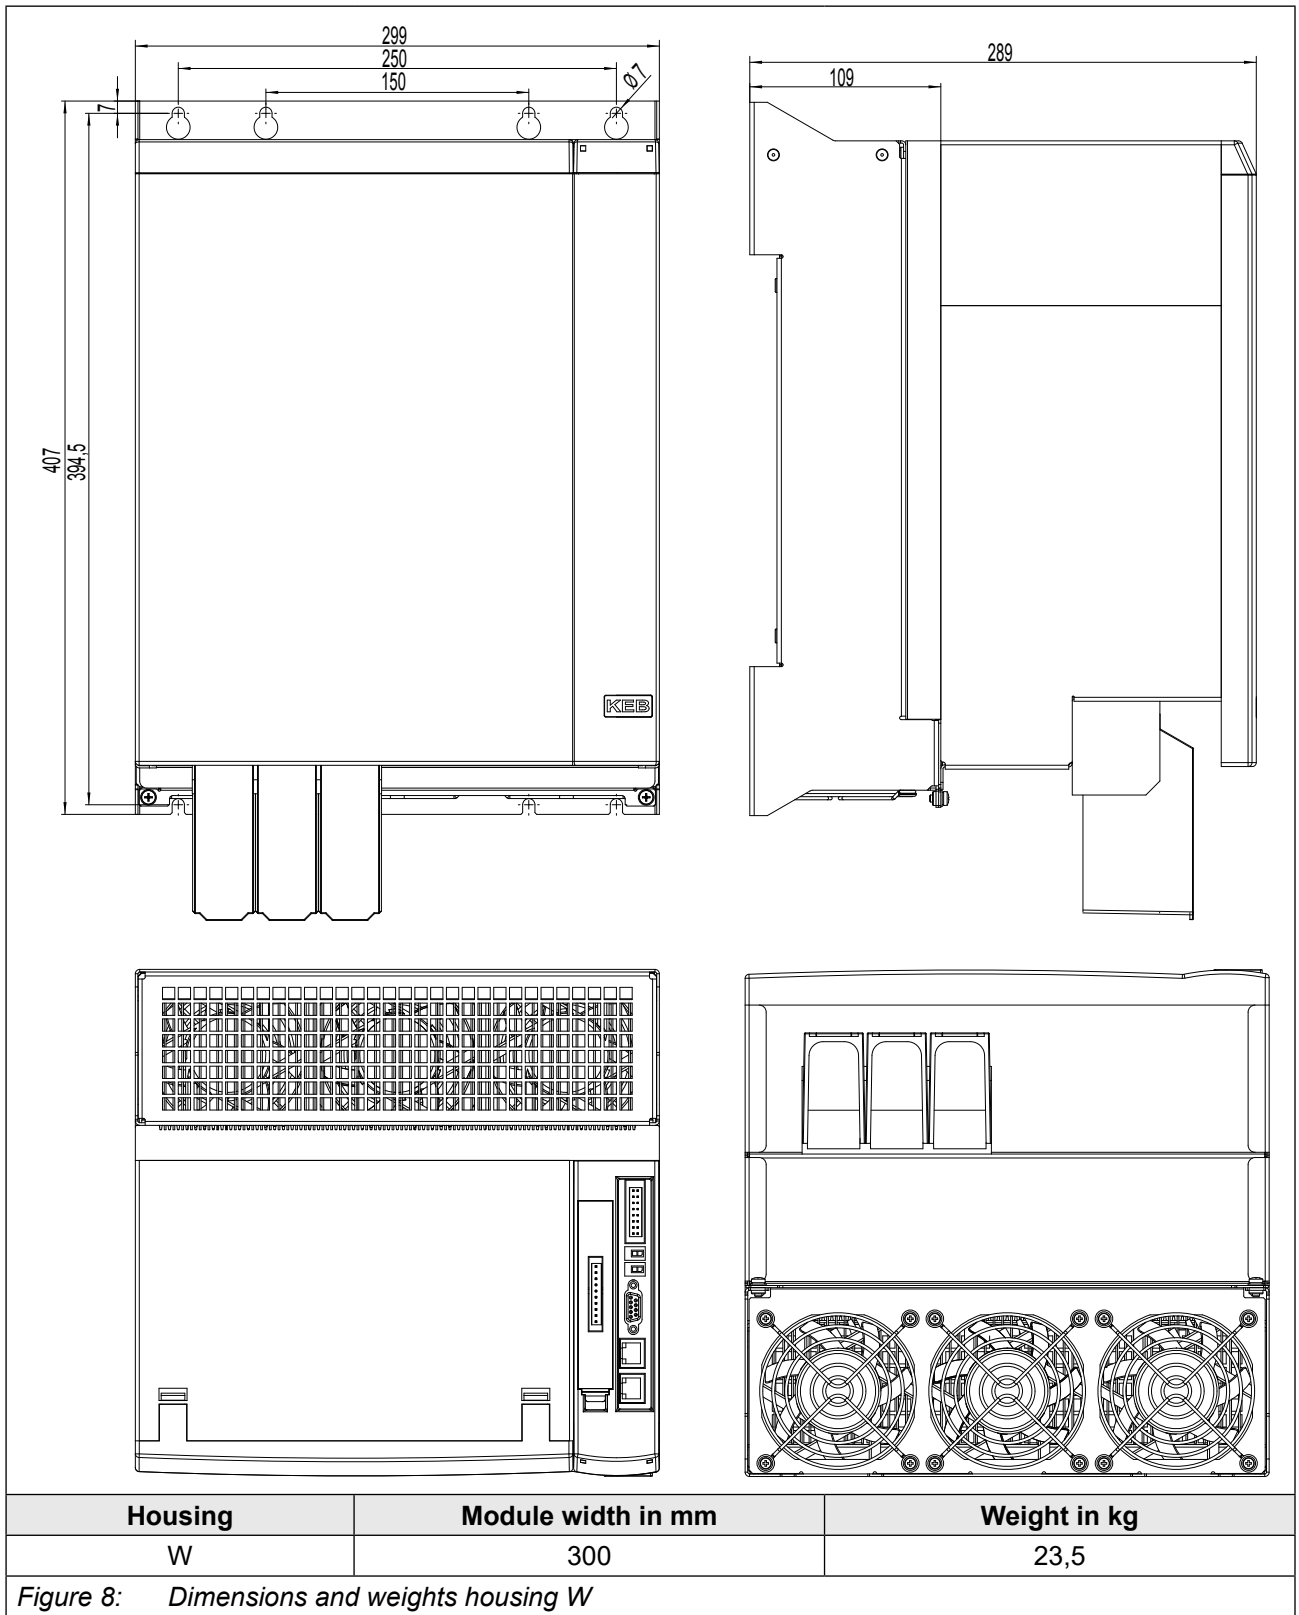 299
250
150
Ø7
7
407
394,5
KEB
289
109
Housing Module width in mm Weight in kg
W 300 23,5
Figure 8: Dimensions and weights housing W